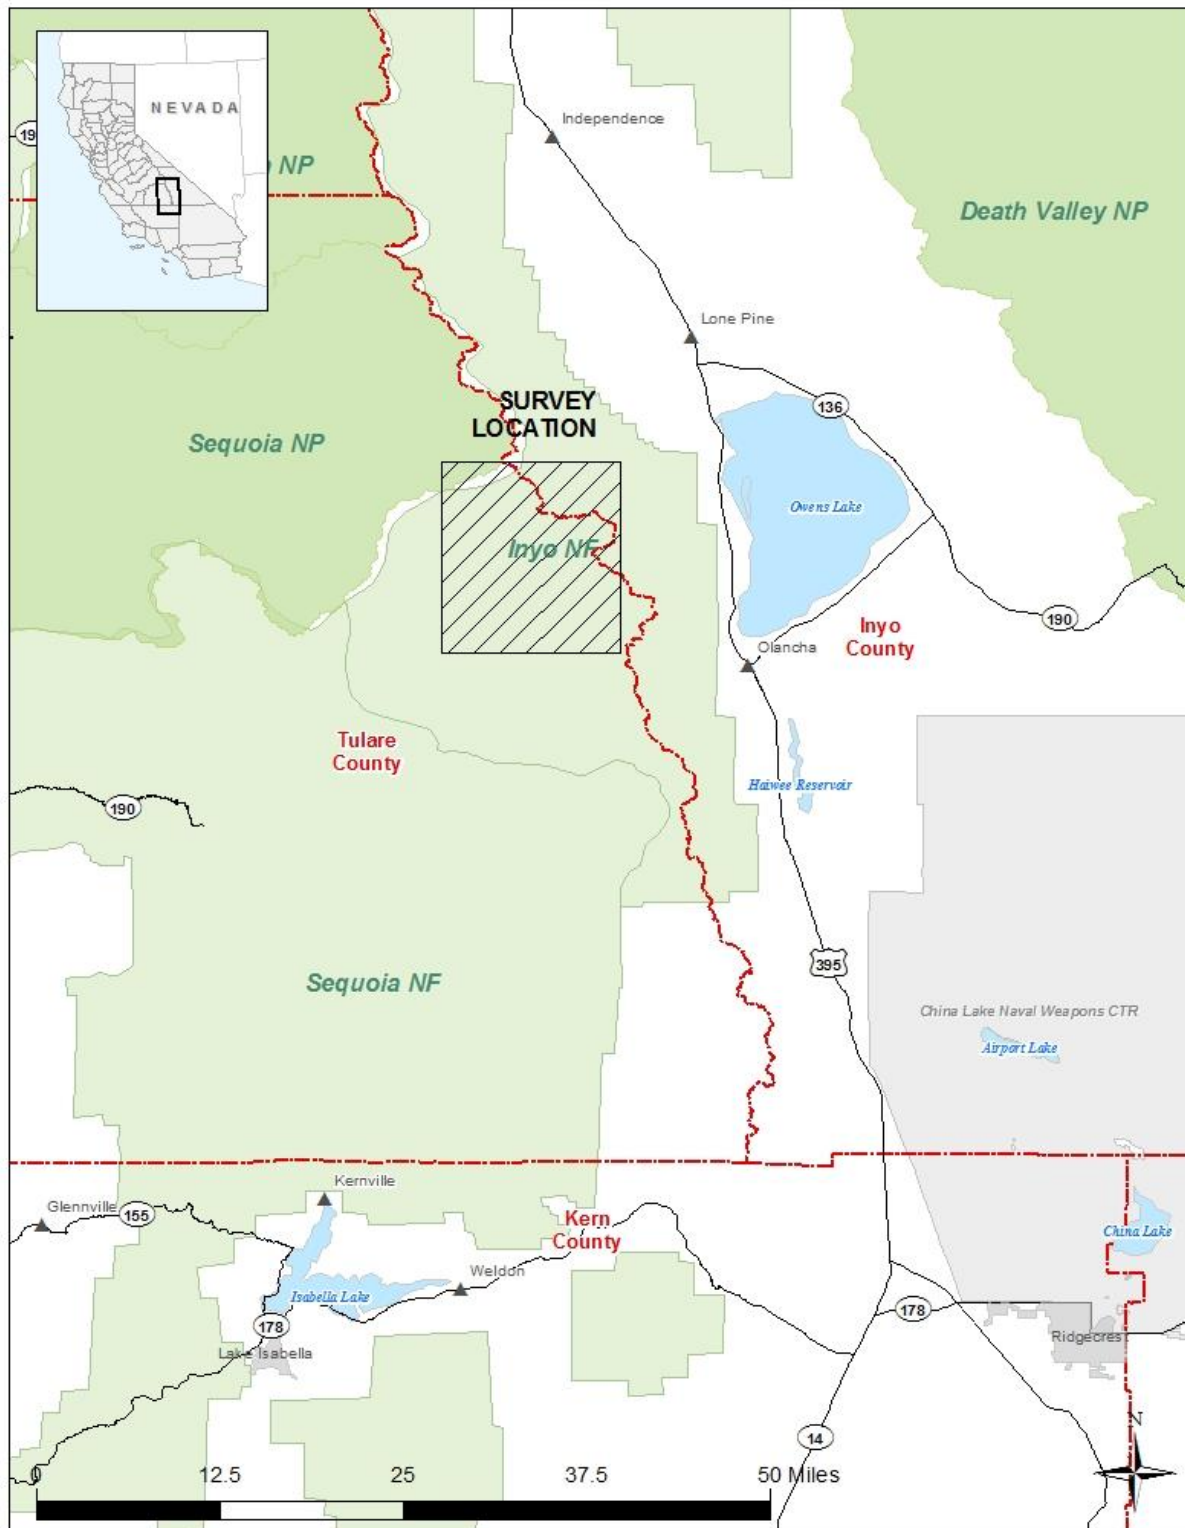 NEVADA
19
NP
Independence
Death Valley NP
Lone Pine
SURVEY
LOCATION
136
Sequoia NP
Owens Lake
Inyo NF
190
Inyo
County
Olancha
Tulare
County
Haiwee Reservoir
190
395
Sequoia NF
China Lake Naval Weapons CTR
Airport Lake
Kernville
Glennville
155
Kern
County
China Lake
Weldon
Isabella Lake
178
178
Lake Isabella
Ridgecrest
14
N
0
12.5
25
37.5
50 Miles